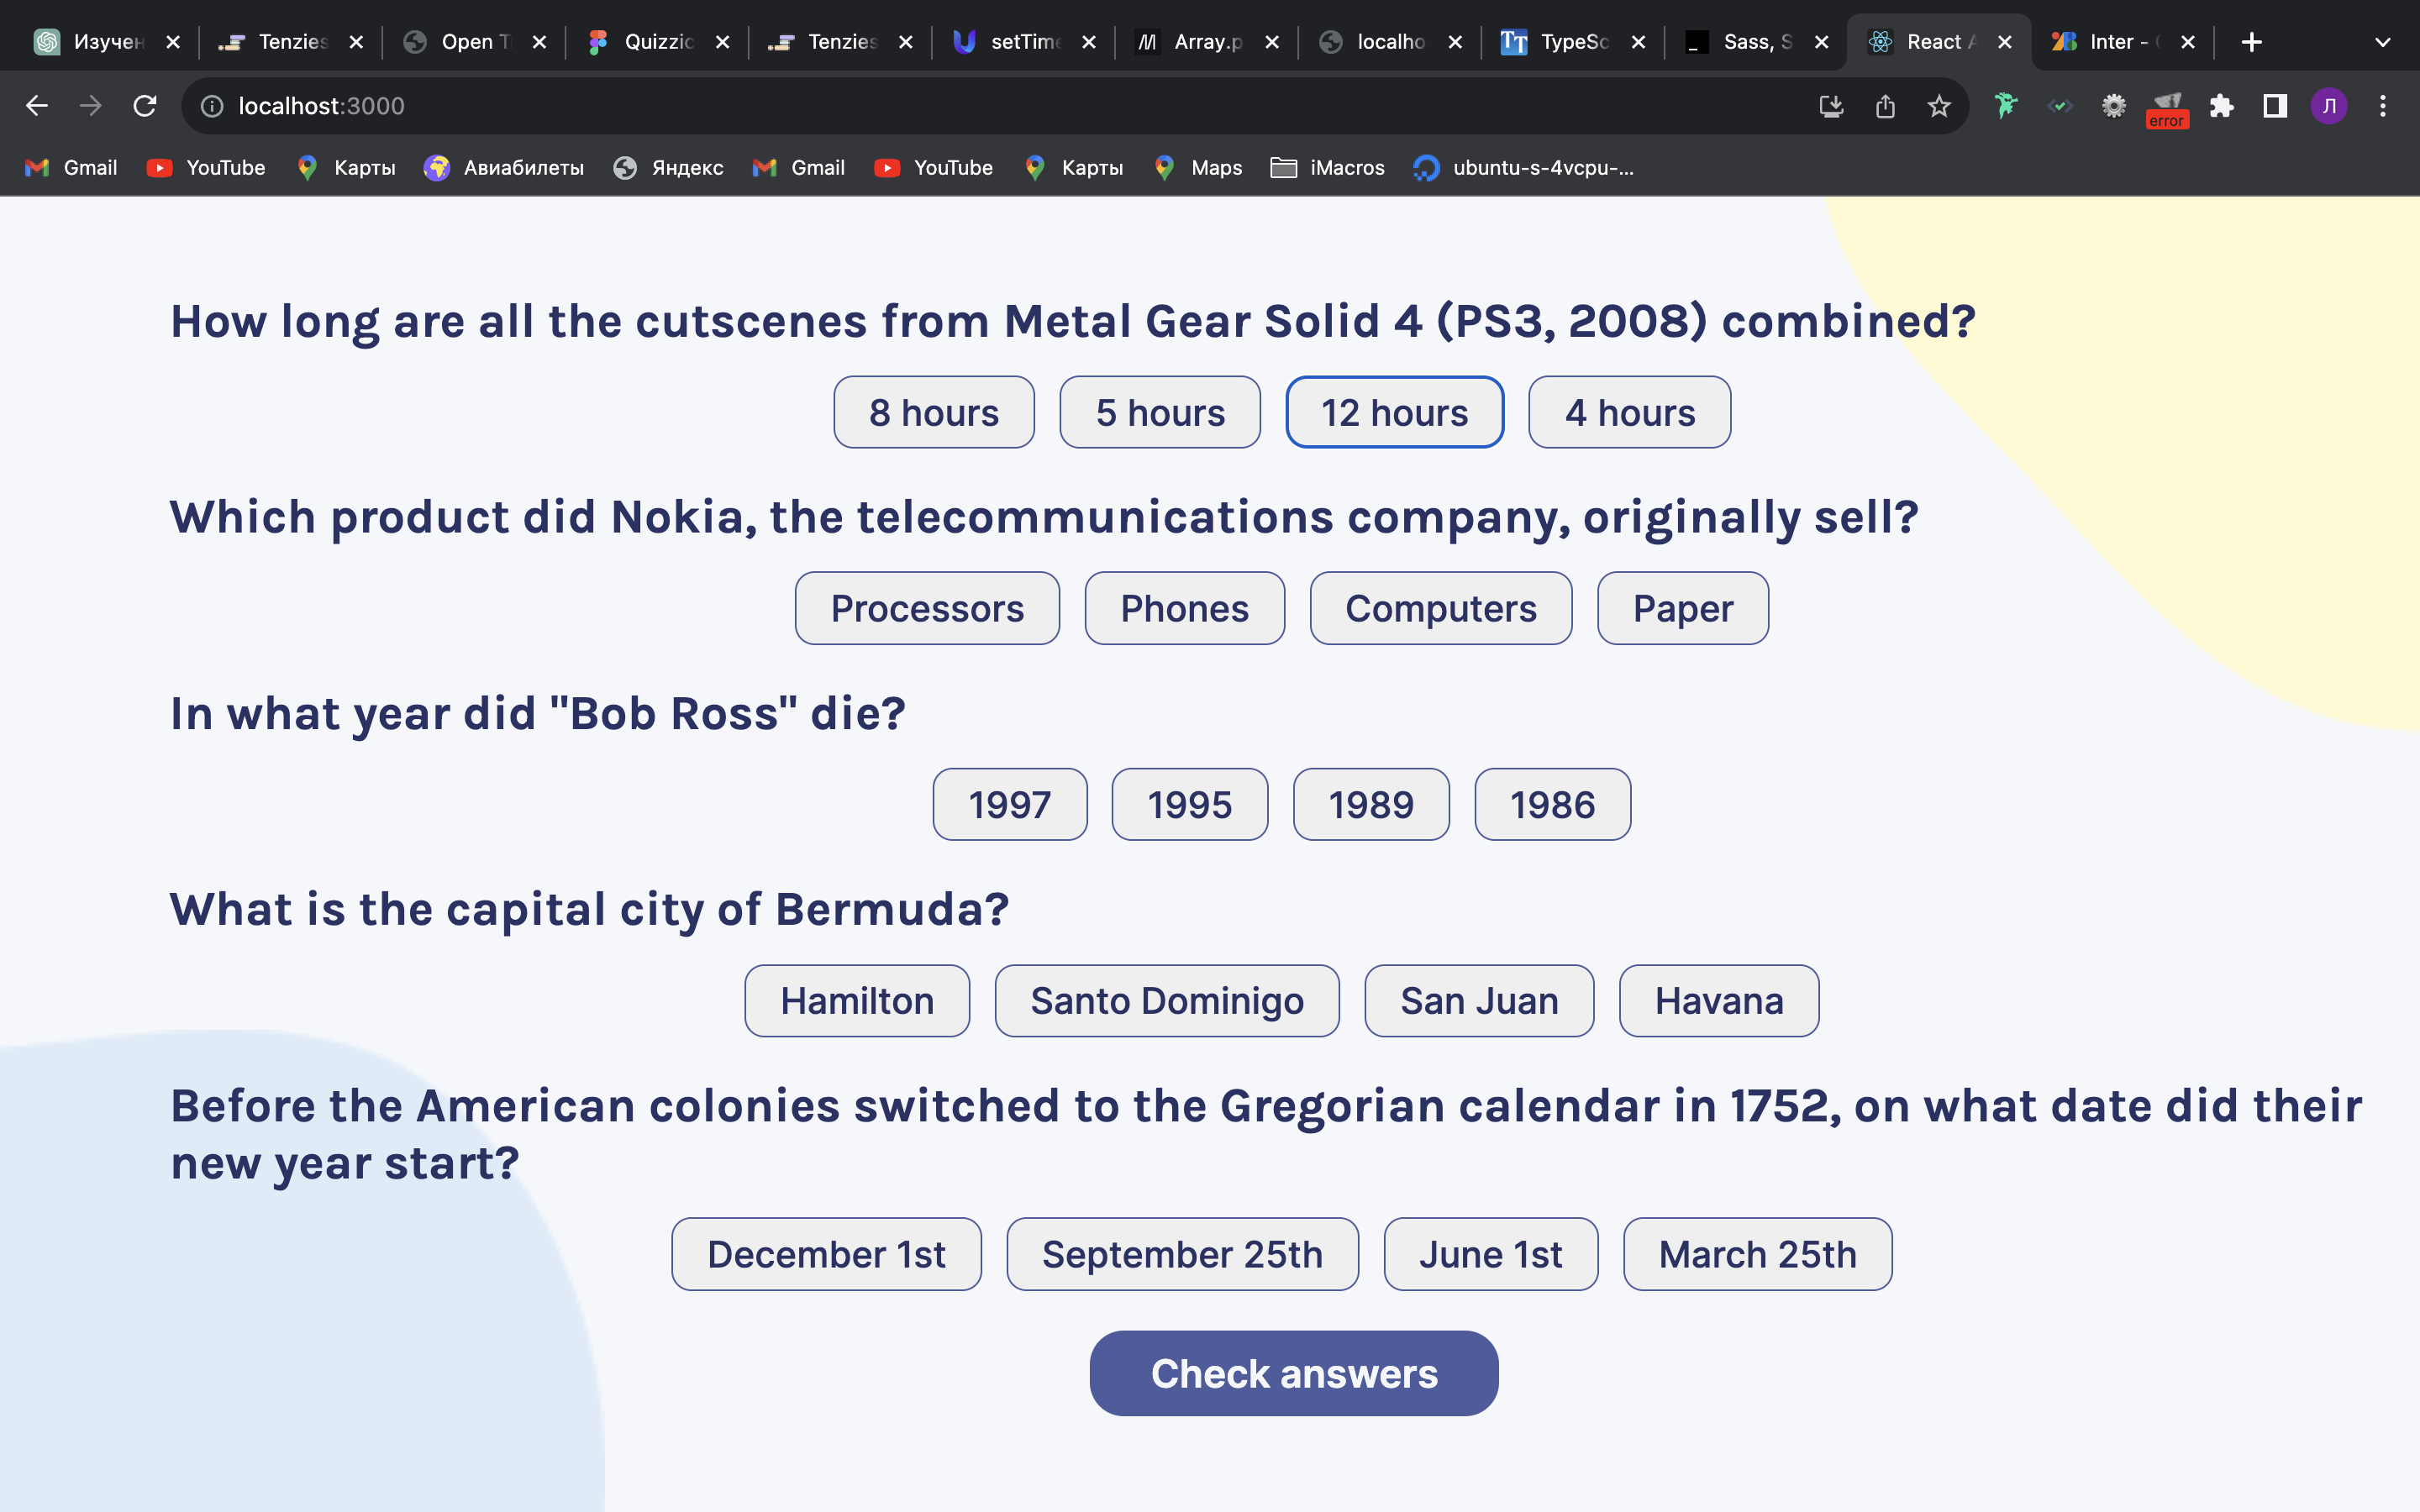 Изучен Tenzies Open T Quizzic Tenzies setTime Array.p localho TypeSc Sass, S React A Inter -
localhost:3000
error Л
Gmail YouTube Карты Авиабилеты Яндекс Gmail YouTube Карты Maps iMacros ubuntu-s-4vcpu-...
How long are all the cutscenes from Metal Gear Solid 4 (PS3, 2008) combined?
8 hours 5 hours 12 hours 4 hours
Which product did Nokia, the telecommunications company, originally sell?
Processors Phones Computers Paper
In what year did "Bob Ross" die?
1997 1995 1989 1986
What is the capital city of Bermuda?
Hamilton Santo Dominigo San Juan Havana
Before the American colonies switched to the Gregorian calendar in 1752, on what date did their
new year start?
December 1st September 25th June 1st March 25th
Check answers